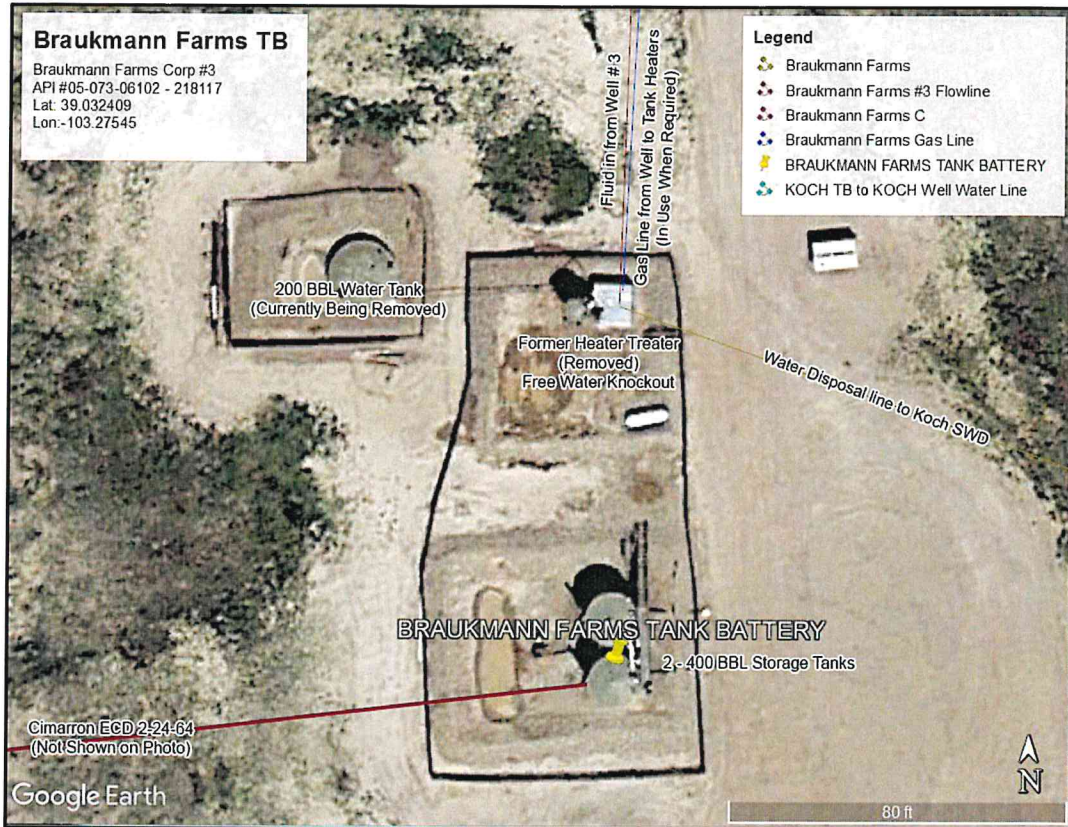 Braukmann Farms TB
Braukmann Farms Corp #3
API #05-073-06102 - 218117
Lat: 39.032409
Lon:-103.27545
Legend
Braukmann Farms
Braukmann Farms #3 Flowline
Braukmann Farms C
Braukmann Farms Gas Line
BRAUKMANN FARMS TANK BATTERY
KOCH TB to KOCH Well Water Line
Fluid in from Well # 3
Gas Line from Well to Tank Heaters
(In Use When Required)
200 BBL Water Tank
(Currently Being Removed)
Former Heater Treater
(Removed)
Free Water Knockout
Water Disposal line to Koch SWD
BRAUKMANN FARMS TANK BATTERY
2 - 400 BBL Storage Tanks
Cimarron ECD 2-24-64
(Not Shown on Photo)
Google Earth
N
80 ft